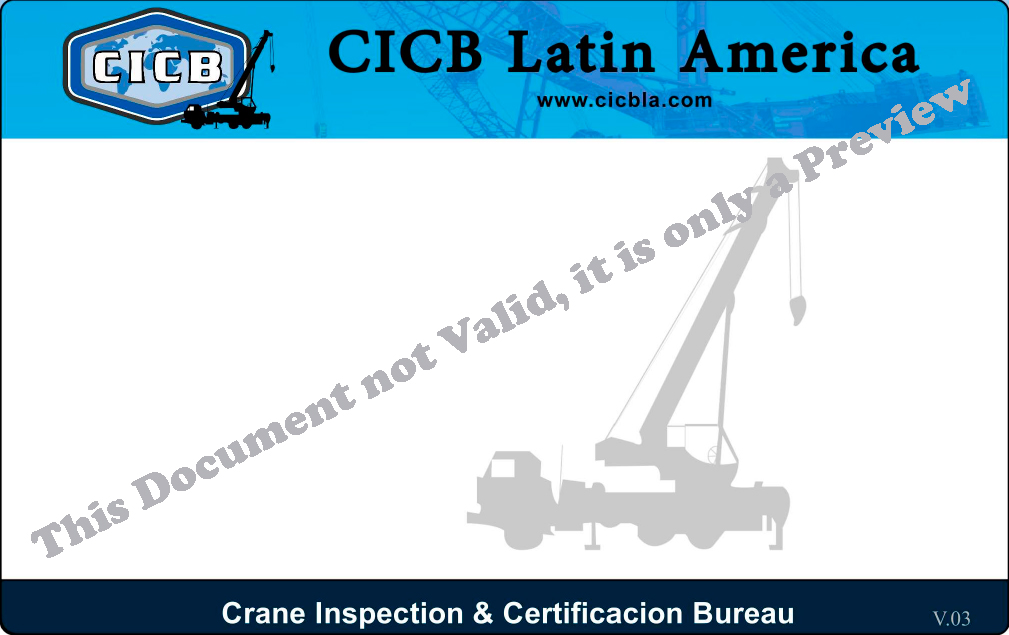 CICB
CICB Latin America
www.cicbla.com
This Document not Valid, it is only a Preview
Crane Inspection & Certificacion Bureau
V.03